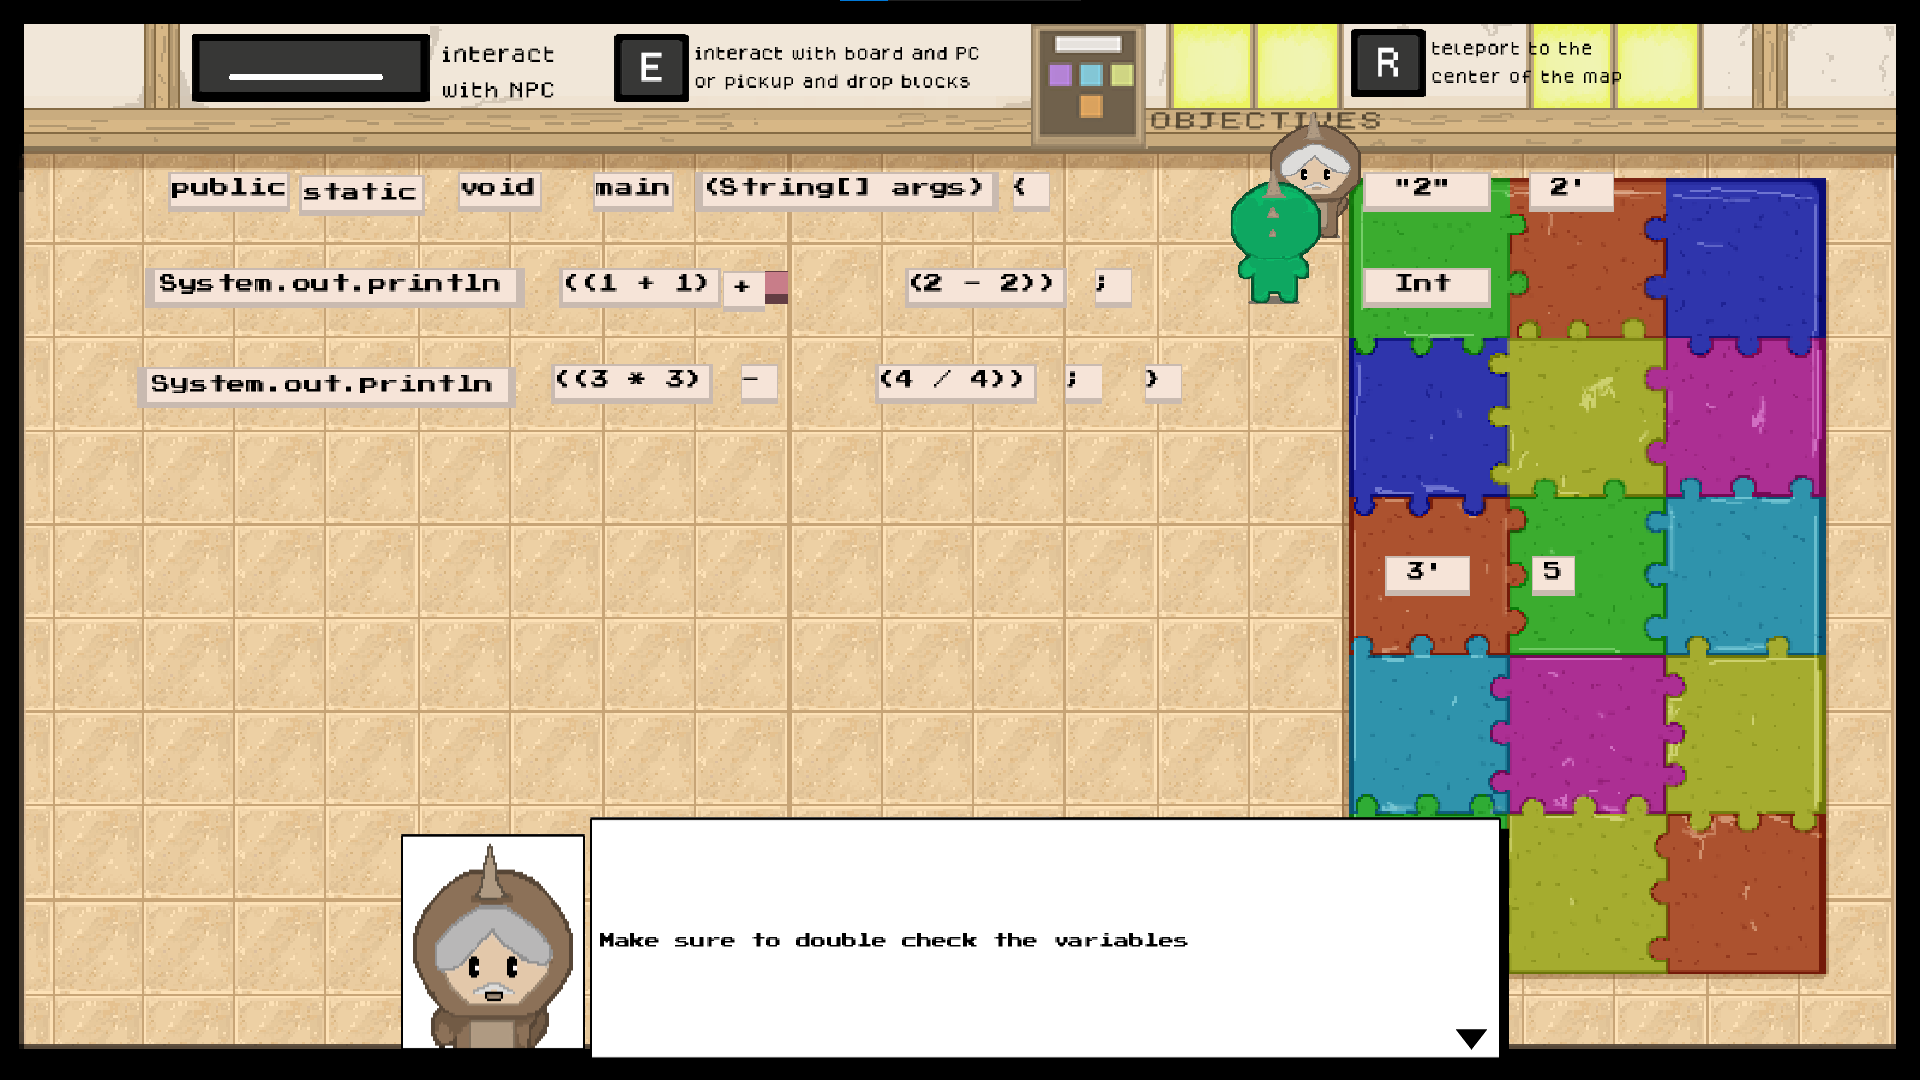 interact
with NPC
E
interact with board and PC
or pickup and drop blocks
R
teleport to the
center of the map
OBJECTIVES
public static void main (String[] args) {
"2" 2'
System.out.println ((1 + 1) + (2 - 2)) ;
Int
System.out.println ((3 * 3) - (4 / 4)) ; }
3' 5
Make sure to double check the variables